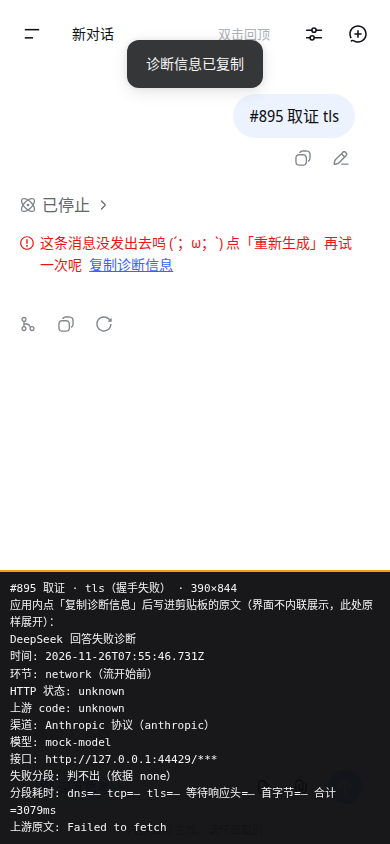 新对话
双击回顶
诊断信息已复制
#895 取证 tls
已停止
这条消息没发出去呜 (´；ω；`) 点「重新生成」再试
一次呢 复制诊断信息
#895 取证 · tls（握手失败） · 390×844
应用内点「复制诊断信息」后写进剪贴板的原文（界面不内联展示，此处原
样展开）：
DeepSeek 回答失败诊断
时间: 2026-11-26T07:55:46.731Z
环节: network（流开始前）
HTTP 状态: unknown
上游 code: unknown
渠道: Anthropic 协议（anthropic）
模型: mock-model
接口: http://127.0.0.1:44429/***
失败分段: 判不出（依据 none）
分段耗时: dns=— tcp=— tls=— 等待响应头=— 首字节=— 合计
=3079ms
上游原文: Failed to fetch